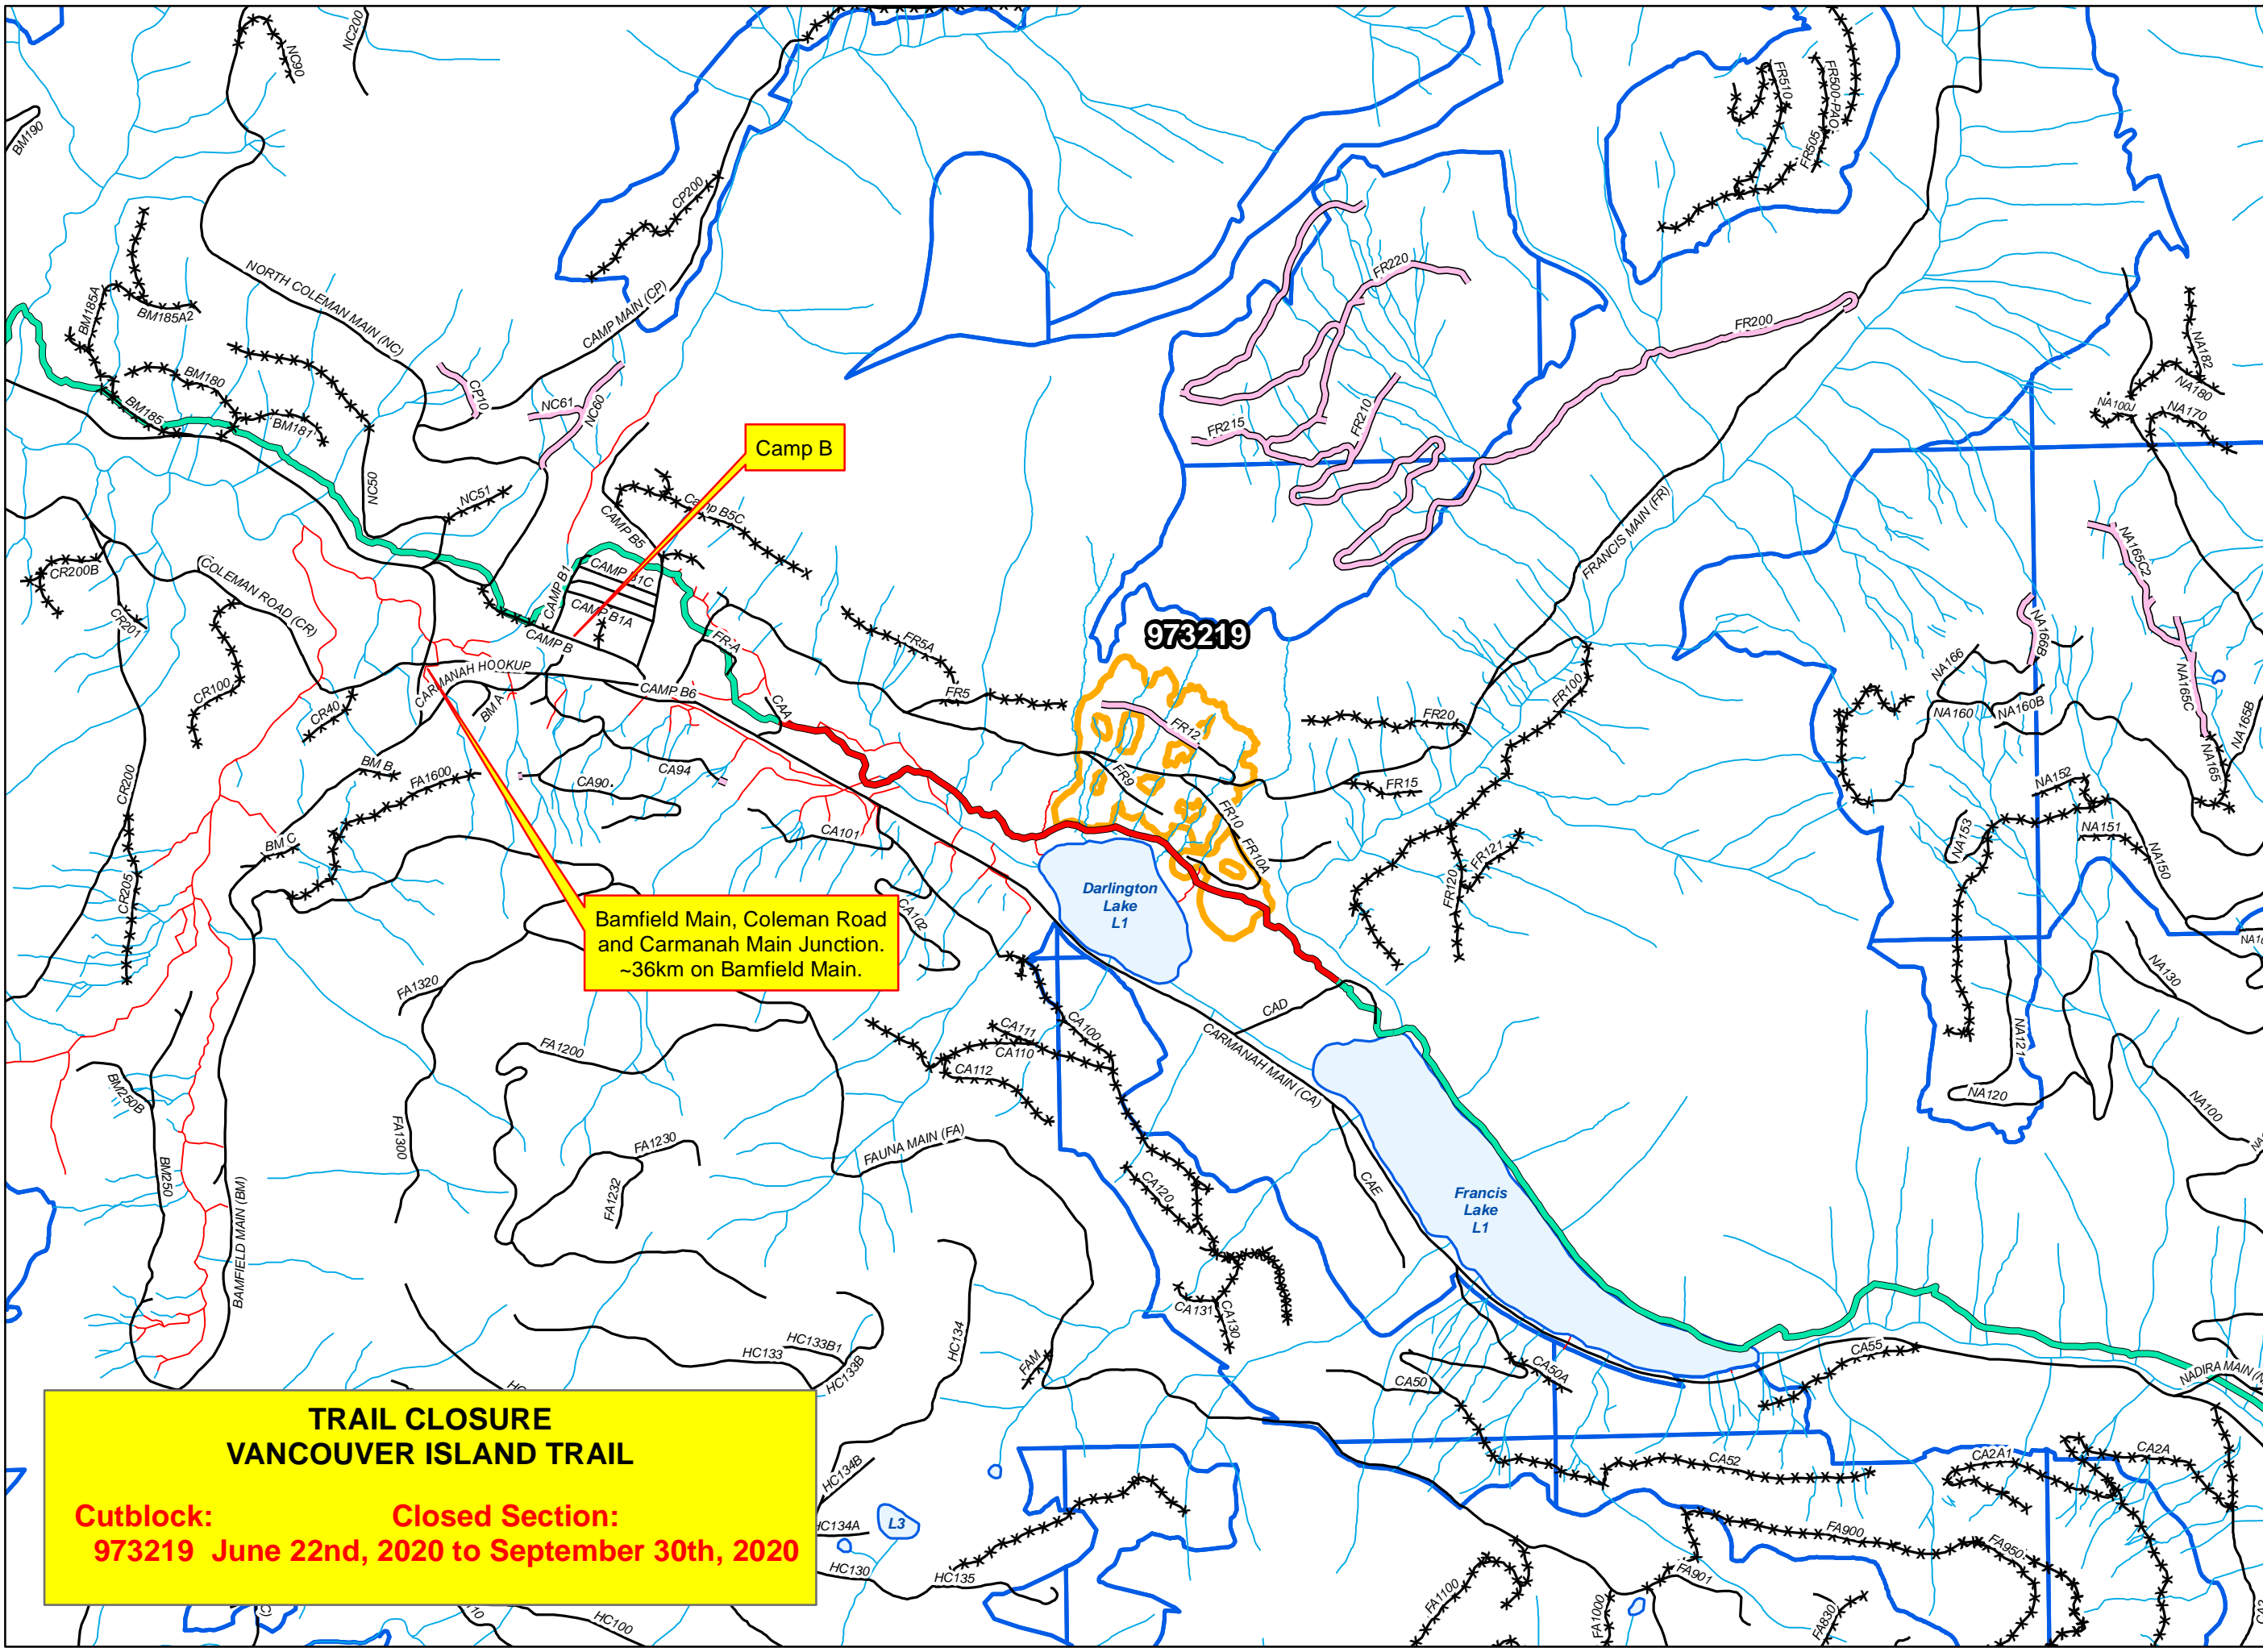 NC90
NC200
BM190
CP200
FR510
FR500-PAO
FR505
NORTH COLEMAN MAIN (NC)
CAMP MAIN (CP)
BM185A
BM185A2
BM180
BM185
BM181
CP10
NC61
NC60
NC50
NC51
FR220
FR200
FR210
FR215
FRANCIS MAIN (FR)
NA182
NA180
NA100J
NA170
Camp B
Camp B5C
CAMP B5
CAMP B1
CAMP B1C
CAMP B1A
CAMP B
CAMP B6
CR200B
CR201
COLEMAN ROAD (CR)
CR100
CR40
CARMANAH HOOKUP
BM A
FR-A
CAA
FR5A
FR5
973219
FR12
FR9
FR10
FR10A
FR20
FR15
FR100
FR120
FR121
NA165C2
NA166B
NA166
NA160
NA160B
NA165C
NA165B
NA165
NA152
NA153
NA151
NA150
NA130
NA121
NA120
NA100
CR200
CR205
BM B
FA1600
BM C
CA90
CA94
CA101
CA102
Bamfield Main, Coleman Road
and Carmanah Main Junction.
~36km on Bamfield Main.
Darlington
Lake
L1
FA1320
FA1200
FA1300
FA1230
FA1232
FAUNA MAIN (FA)
BM250B
BM250
BAMFIELD MAIN (BM)
CA111
CA110
CA112
CA100
CAD
CARMANAH MAIN (CA)
CAE
CA120
CA131
CA130
Francis
Lake
L1
HC133B1
HC133
HC133B
HC134
FAM
CA50
CA50A
CA55
NADIRA MAIN (N
CA52
CA2A1
CA2A
FA900
FA950
FA901
FA1100
FA1000
FA830
HC134B
HC134A
L3
HC130
HC135
HC100
TRAIL CLOSURE
VANCOUVER ISLAND TRAIL
Cutblock: Closed Section:
973219 June 22nd, 2020 to September 30th, 2020